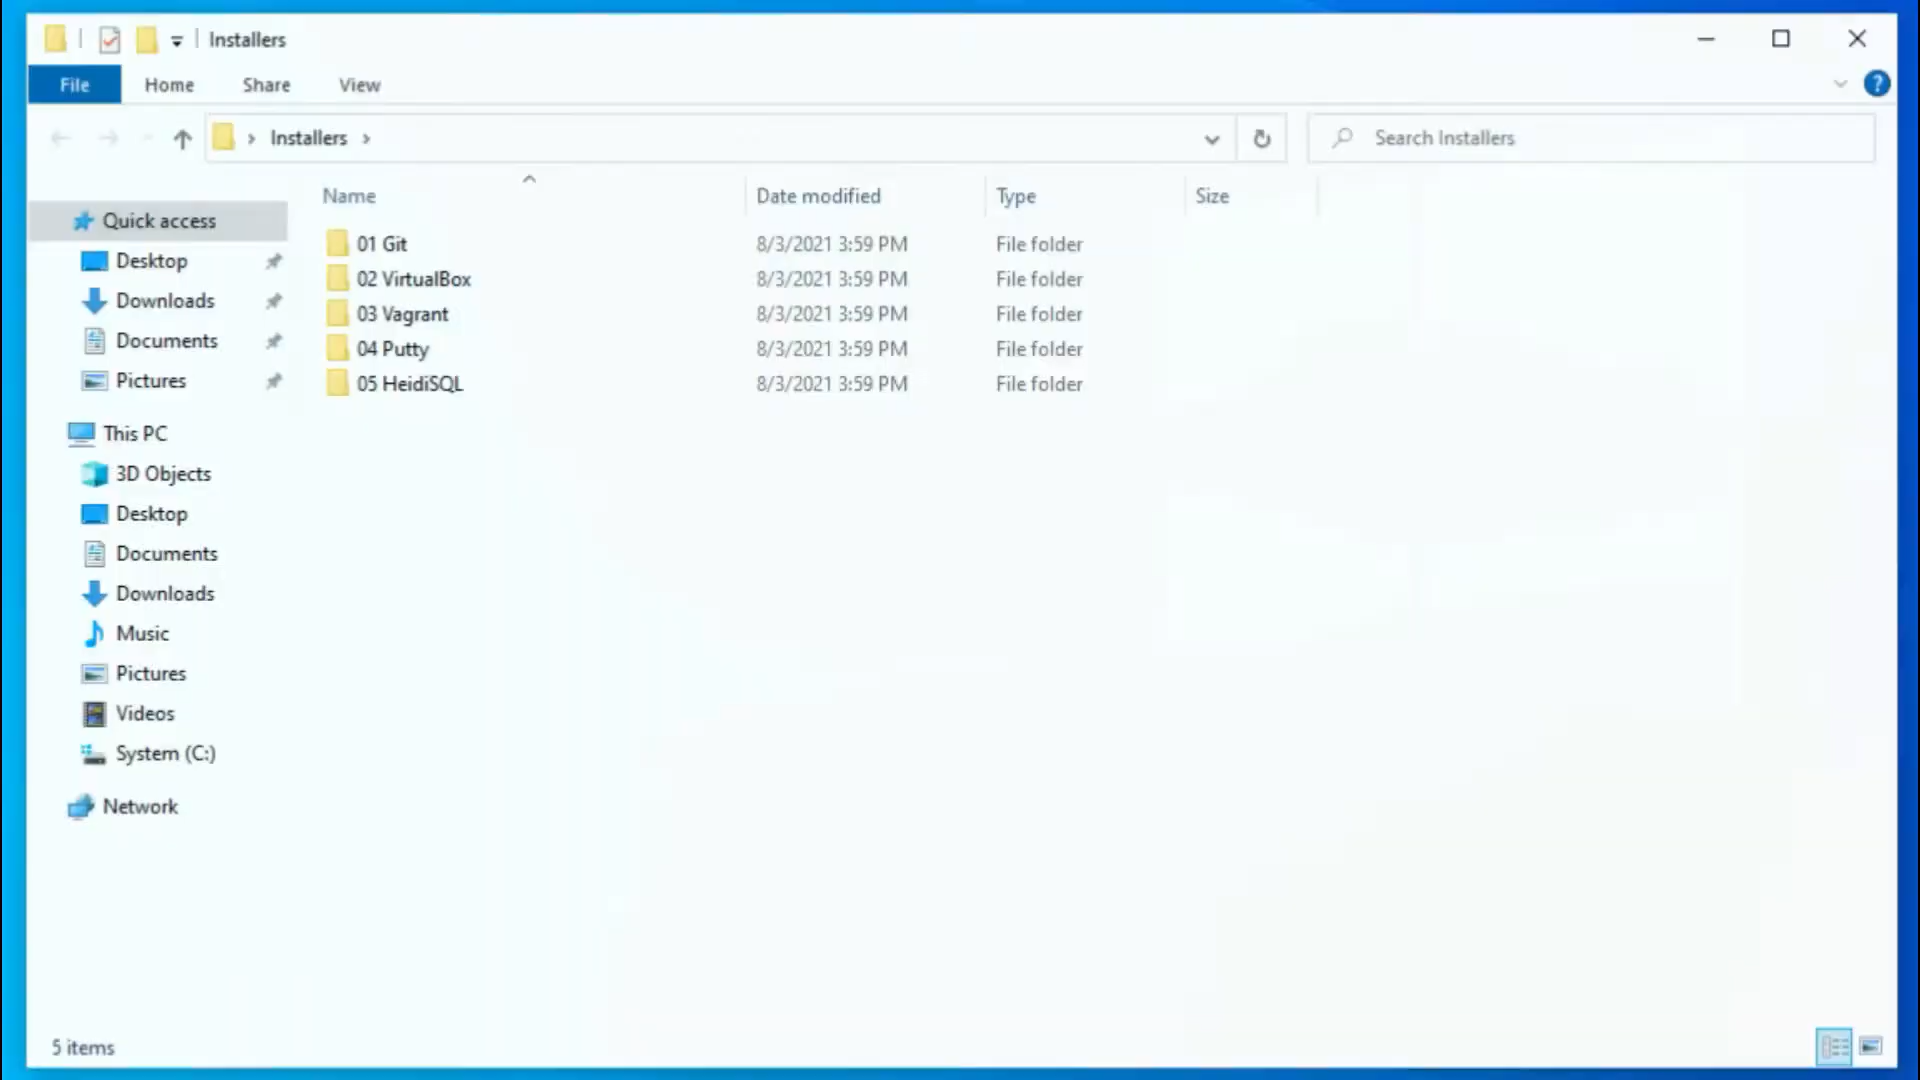 Installers
File Home Share View
Installers
Search Installers
Name Date modified Type Size
Quick access
Desktop
Downloads
Documents
Pictures
This PC
3D Objects
Desktop
Documents
Downloads
Music
Pictures
Videos
System (C:)
Network
01 Git 8/3/2021 3:59 PM File folder
02 VirtualBox 8/3/2021 3:59 PM File folder
03 Vagrant 8/3/2021 3:59 PM File folder
04 Putty 8/3/2021 3:59 PM File folder
05 HeidiSQL 8/3/2021 3:59 PM File folder
5 items